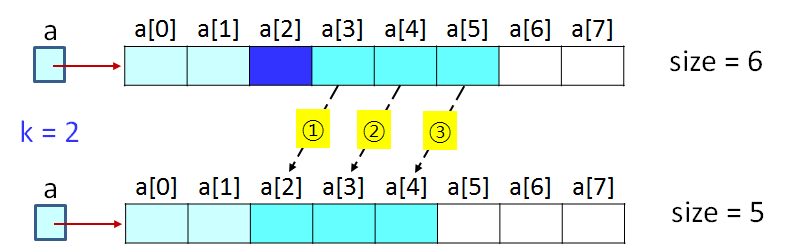 a a[0] a[1] a[2] a[3] a[4] a[5] a[6] a[7]
size = 6
k = 2
① ② ③
a a[0] a[1] a[2] a[3] a[4] a[5] a[6] a[7]
size = 5